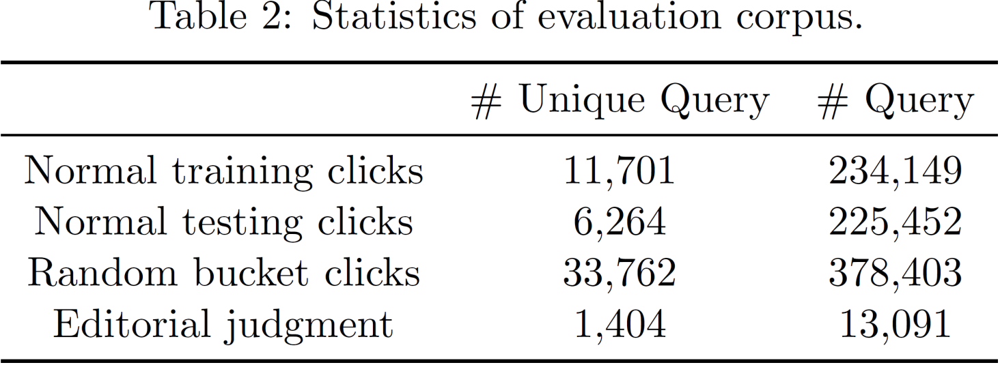 Table 2: Statistics of evaluation corpus.
# Unique Query # Query
Normal training clicks 11,701 234,149
Normal testing clicks 6,264 225,452
Random bucket clicks 33,762 378,403
Editorial judgment 1,404 13,091